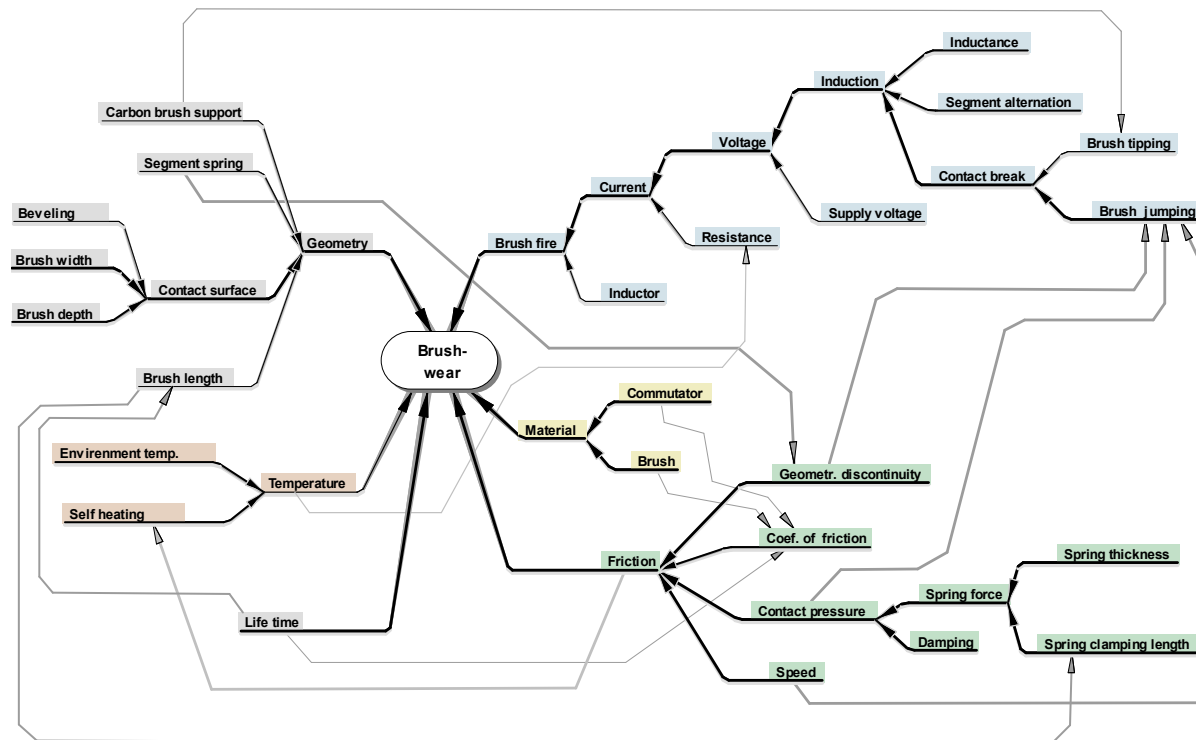 Inductance
Induction
Carbon brush support
Segment alternation
Voltage
Brush tipping
Segment spring
Contact break
Current
Beveling
Supply voltage
Brush jumping
Resistance
Geometry
Brush fire
Brush width
Contact surface
Inductor
Brush depth
Brush-
wear
Brush length
Commutator
Material
Envirenment temp.
Brush
Geometr. discontinuity
Temperature
Self heating
Coef. of friction
Friction
Spring thickness
Spring force
Contact pressure
Life time
Damping
Spring clamping length
Speed